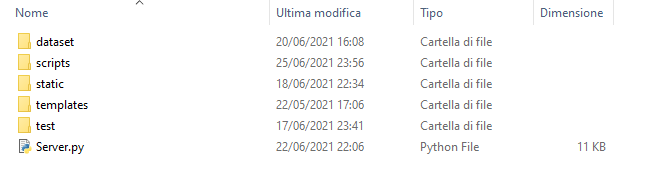 Nome Ultima modifica Tipo Dimensione
dataset 20/06/2021 16:08 Cartella di file
scripts 25/06/2021 23:56 Cartella di file
static 18/06/2021 22:34 Cartella di file
templates 22/05/2021 17:06 Cartella di file
test 17/06/2021 23:41 Cartella di file
Server.py 22/06/2021 22:06 Python File 11 KB